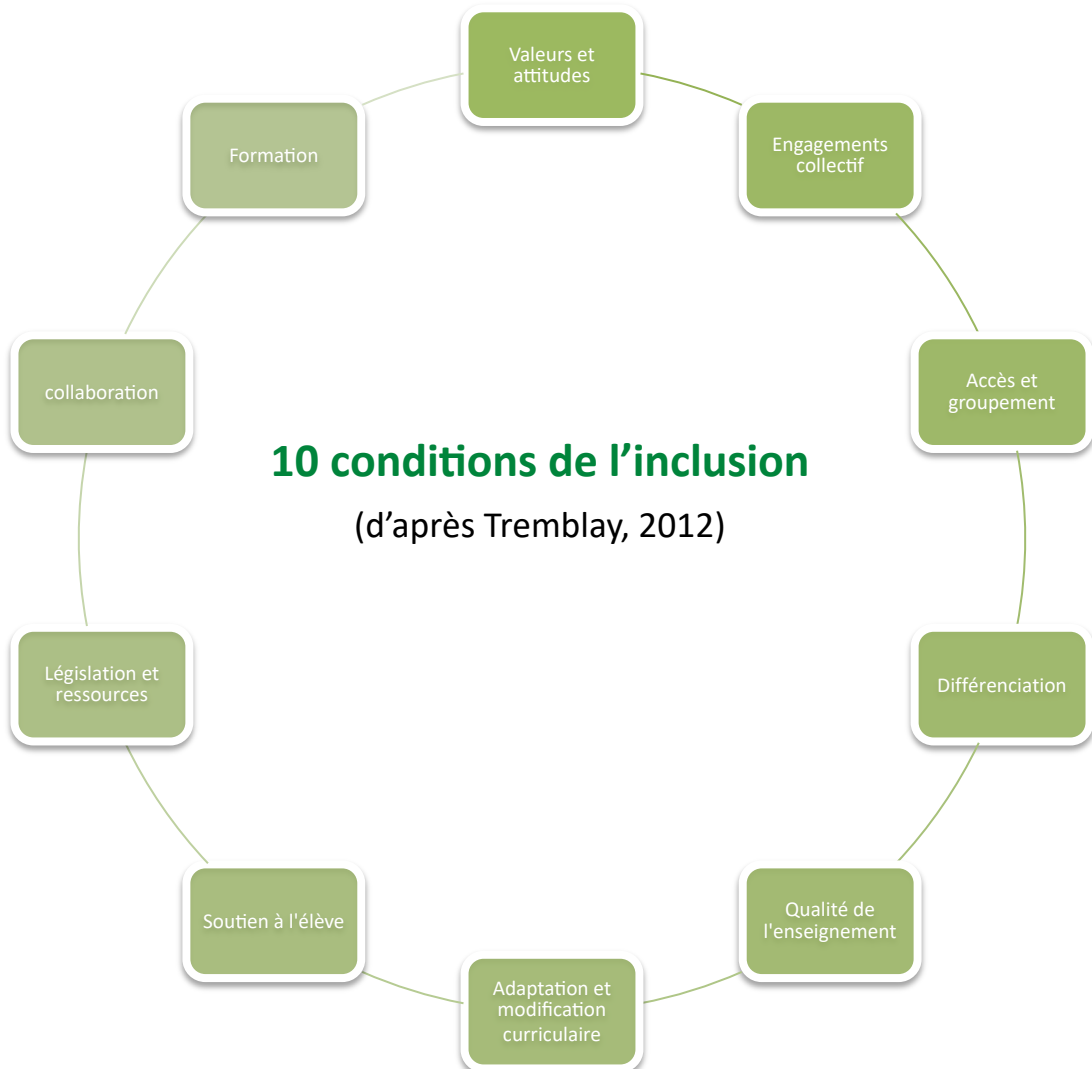 Valeurs et
attitudes
Engagements
collectif
Accès et
groupement
Différenciation
Qualité de
l'enseignement
Adaptation et
modification
curriculaire
Soutien à l'élève
Législation et
ressources
collaboration
Formation
10 conditions de l’inclusion
(d’après Tremblay, 2012)